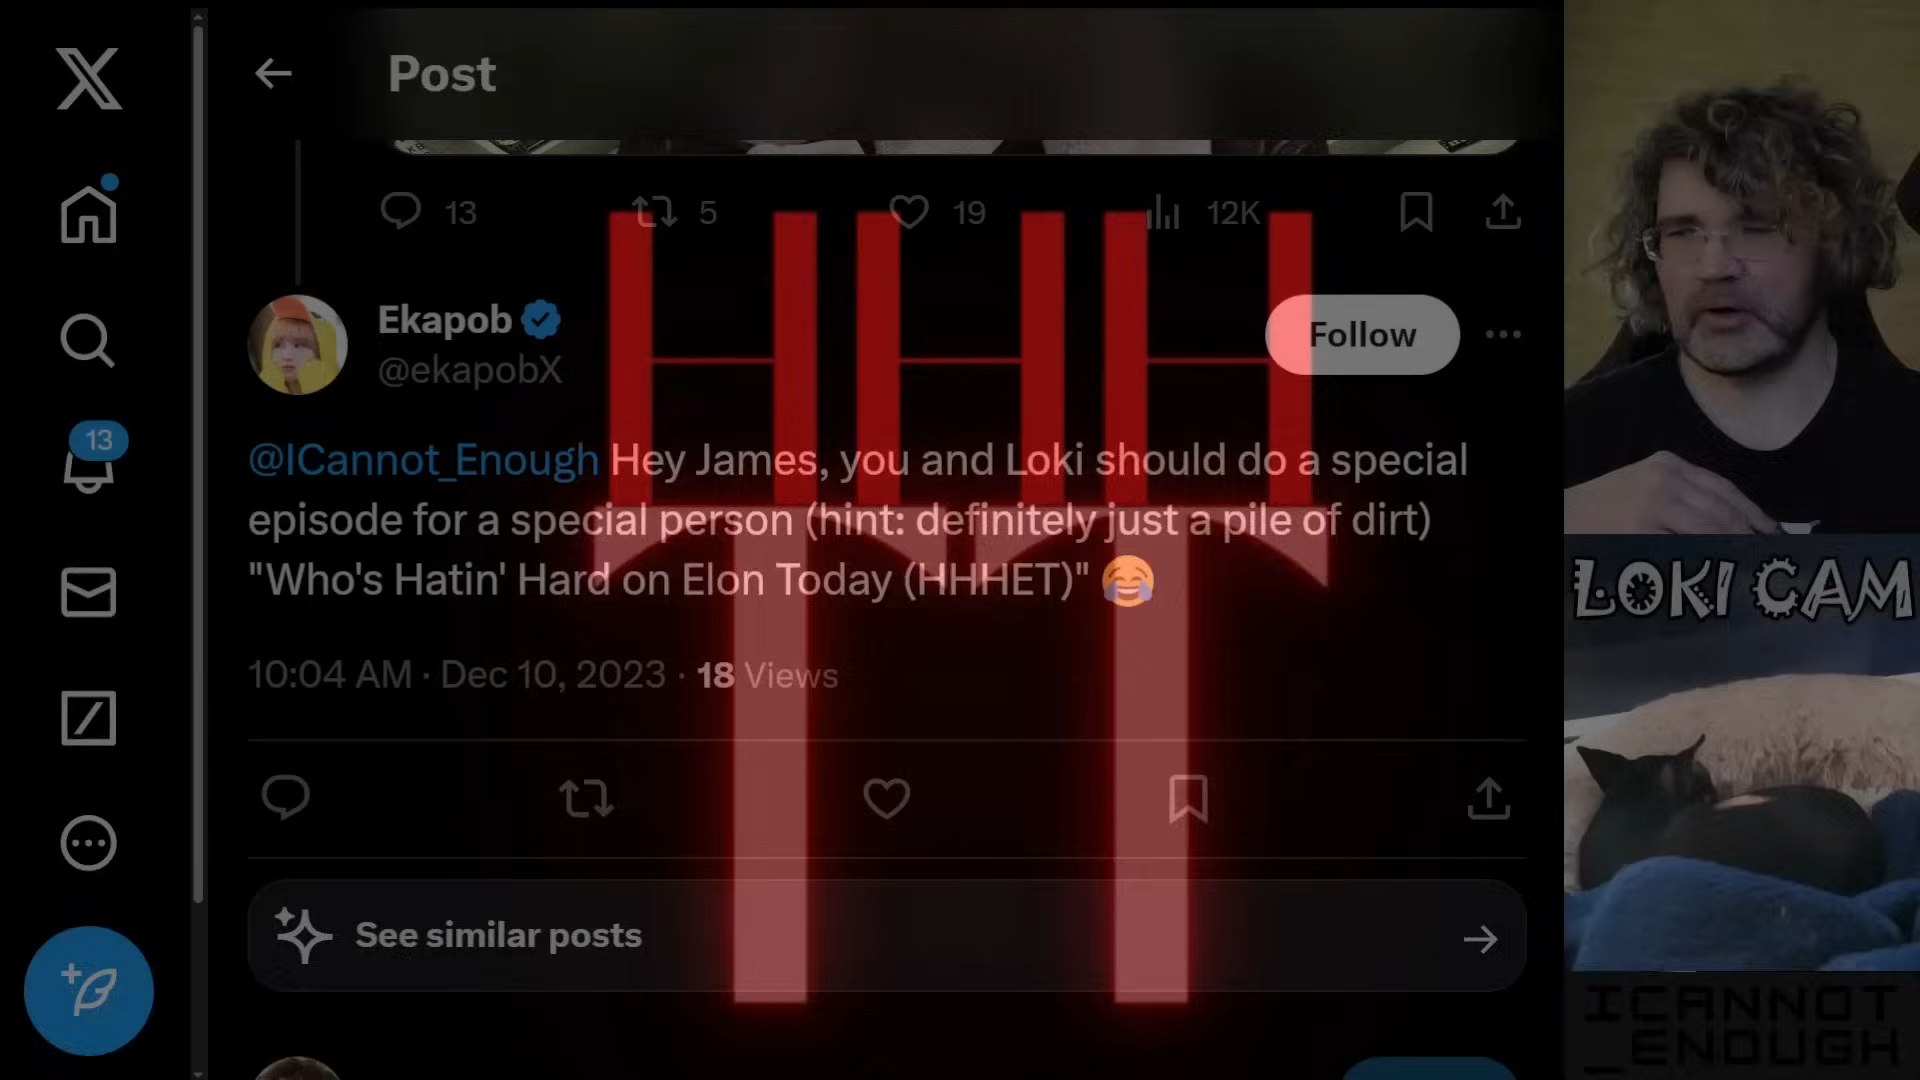 Post
13 5 19 12K
Ekapob
@ekapobX
Follow
13
@ICannot_Enough Hey James, you and Loki should do a special
episode for a special person (hint: definitely just a pile of dirt)
"Who's Hatin' Hard on Elon Today (HHHET)" 😂
10:04 AM · Dec 10, 2023 · 18 Views
See similar posts
HHH
TT
LOKI CAM
ICANNOT
_ENOUGH